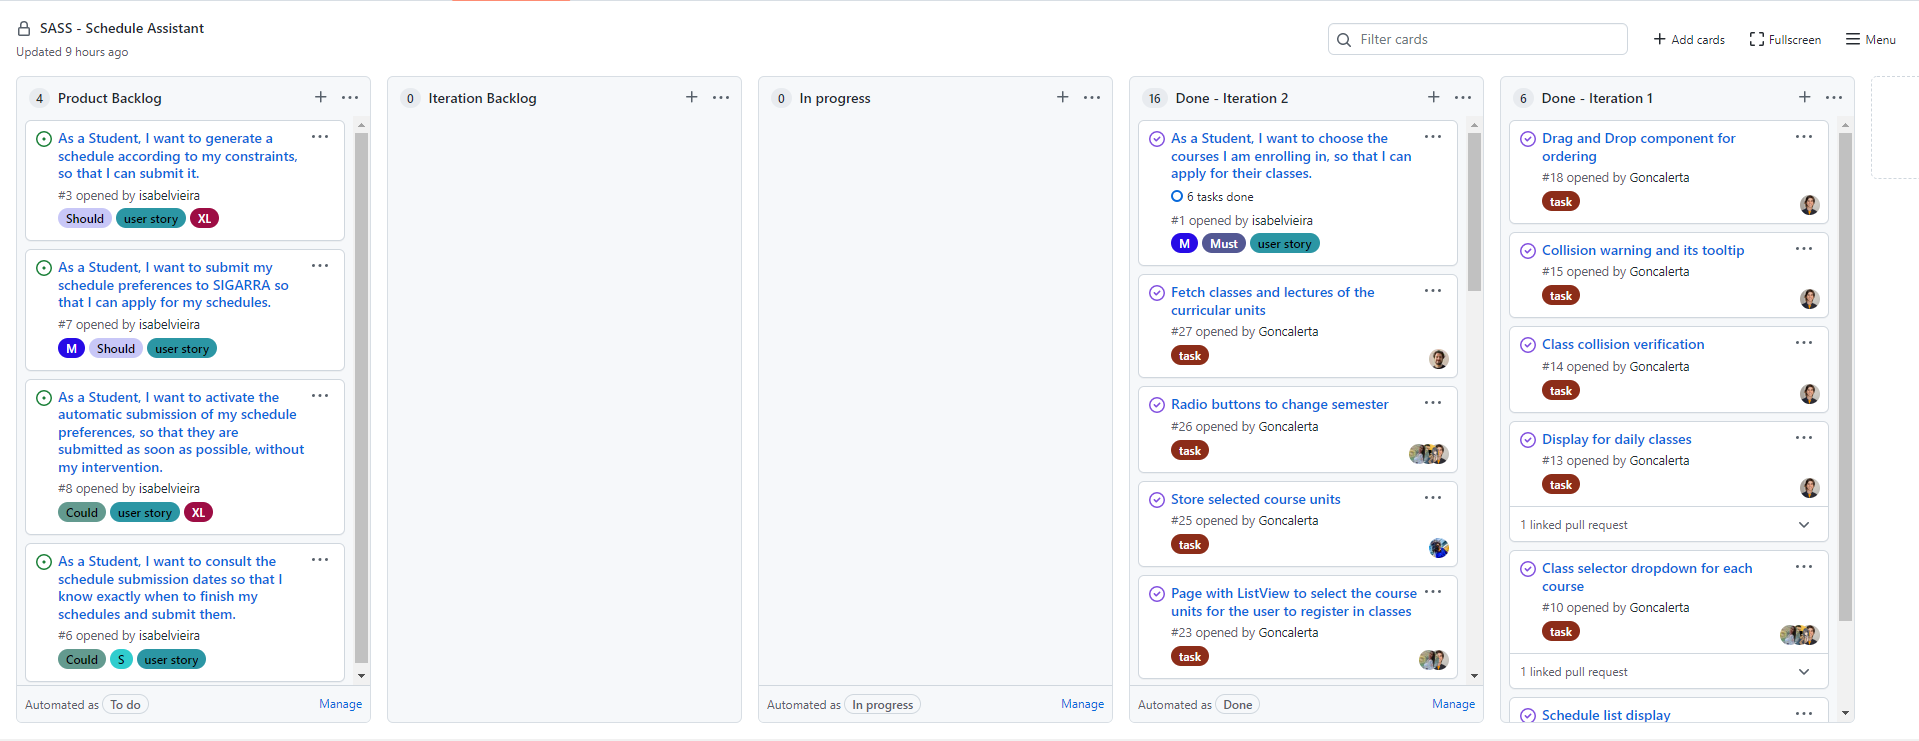 SASS - Schedule Assistant
Updated 9 hours ago
Filter cards
Add cards
Fullscreen
Menu
4 Product Backlog
As a Student, I want to generate a
schedule according to my constraints,
so that I can submit it.
#3 opened by isabelvieira
Should user story XL
As a Student, I want to submit my
schedule preferences to SIGARRA so
that I can apply for my schedules.
#7 opened by isabelvieira
M Should user story
As a Student, I want to activate the
automatic submission of my schedule
preferences, so that they are
submitted as soon as possible, without
my intervention.
#8 opened by isabelvieira
Could user story XL
As a Student, I want to consult the
schedule submission dates so that I
know exactly when to finish my
schedules and submit them.
#6 opened by isabelvieira
Could S user story
Automated as To do Manage
0 Iteration Backlog
0 In progress
Automated as In progress Manage
16 Done - Iteration 2
As a Student, I want to choose the
courses I am enrolling in, so that I can
apply for their classes.
6 tasks done
#1 opened by isabelvieira
M Must user story
Fetch classes and lectures of the
curricular units
#27 opened by Goncalerta
task
Radio buttons to change semester
#26 opened by Goncalerta
task
Store selected course units
#25 opened by Goncalerta
task
Page with ListView to select the course
units for the user to register in classes
#23 opened by Goncalerta
task
Automated as Done Manage
6 Done - Iteration 1
Drag and Drop component for
ordering
#18 opened by Goncalerta
task
Collision warning and its tooltip
#15 opened by Goncalerta
task
Class collision verification
#14 opened by Goncalerta
task
Display for daily classes
#13 opened by Goncalerta
task
1 linked pull request
Class selector dropdown for each
course
#10 opened by Goncalerta
task
1 linked pull request
Schedule list display